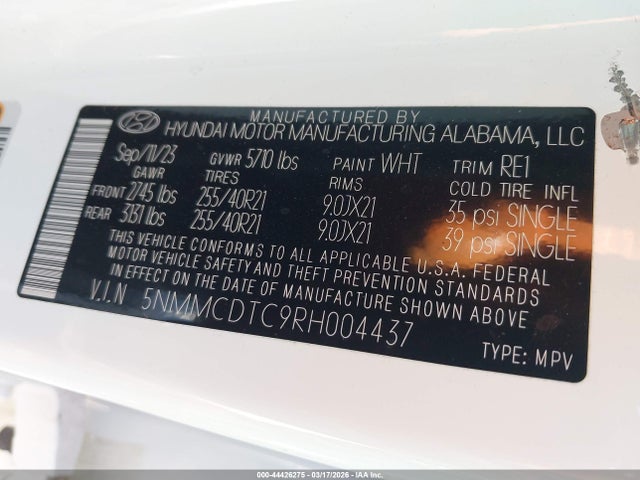 MANUFACTURED BY
HYUNDAI MOTOR MANUFACTURING ALABAMA, LLC
Sep/11/23 GVWR 5710 lbs PAINT WHT TRIM RE1
GAWR TIRES RIMS COLD TIRE INFL
FRONT 2745 lbs 255/40R21 9.0JX21 35 psi SINGLE
REAR 3131 lbs 255/40R21 9.0JX21 39 psi SINGLE
THIS VEHICLE CONFORMS TO ALL APPLICABLE U.S.A. FEDERAL
MOTOR VEHICLE SAFETY AND THEFT PREVENTION STANDARDS
IN EFFECT ON THE DATE OF MANUFACTURE SHOWN ABOVE
V.I.N 5NMMCDTC9RH004437
TYPE: MPV
000-44426275 - 03/17/2026 - IAA Inc.